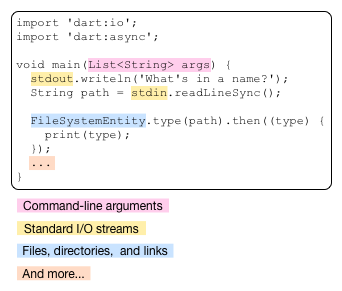 import 'dart:io';
import 'dart:async';
void main(List<String> args) {
stdout.writeln('What's in a name?');
String path = stdin.readLineSync();
FileSystemEntity.type(path).then((type) {
print(type);
});
...
}
Command-line arguments
Standard I/O streams
Files, directories, and links
And more...